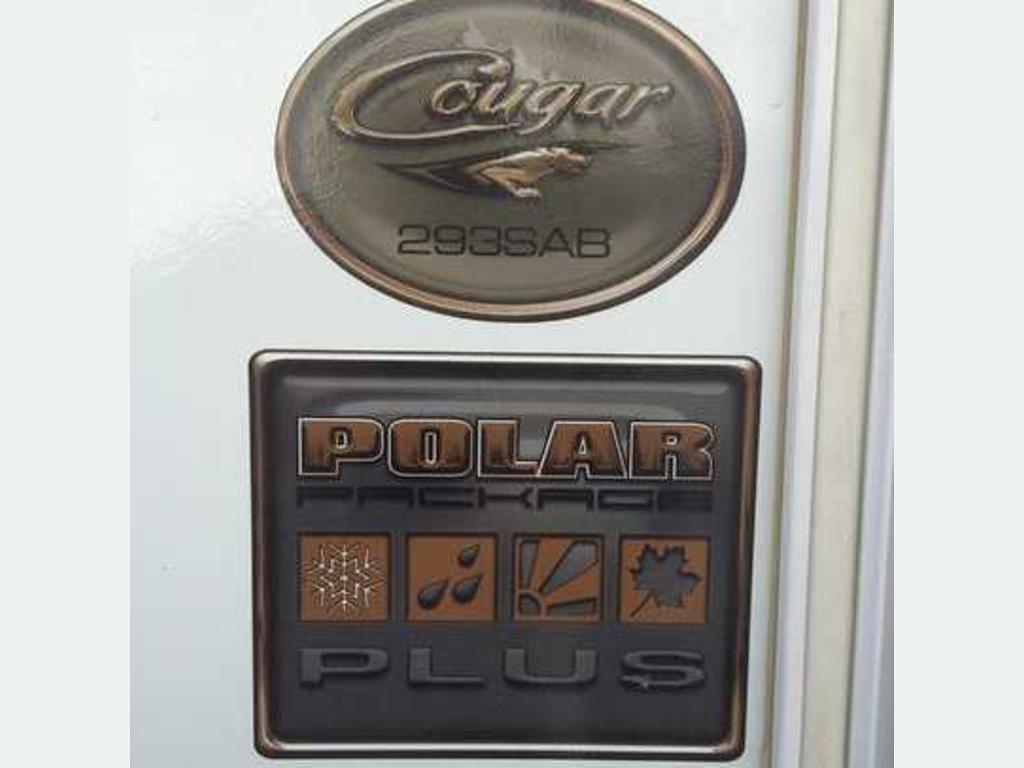 Cougar
293SAB
POLAR
PACKAGE
PLUS